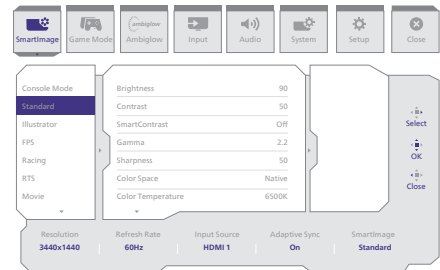 ambiglow
SmartImage
Game Mode
Ambiglow
Input
Audio
System
Setup
Close
Console Mode
Standard
Illustrator
FPS
Racing
RTS
Movie
Brightness 90
Contrast 50
SmartContrast Off
Gamma 2.2
Sharpness 50
Color Space Native
Color Temperature 6500K
Select
OK
Close
Resolution
3440x1440
Refresh Rate
60Hz
Input Source
HDMI 1
Adaptive Sync
On
SmartImage
Standard